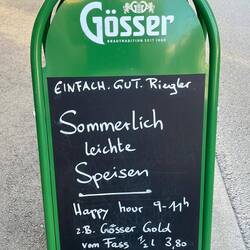 Gösser
BRAUTRADITION SEIT 1860
EINFACH. GUT. Riegler
Sommerlich
leichte
Speisen
Happy hour 9-11h
z.B. Gösser Gold
vom Fass ½l 3,80